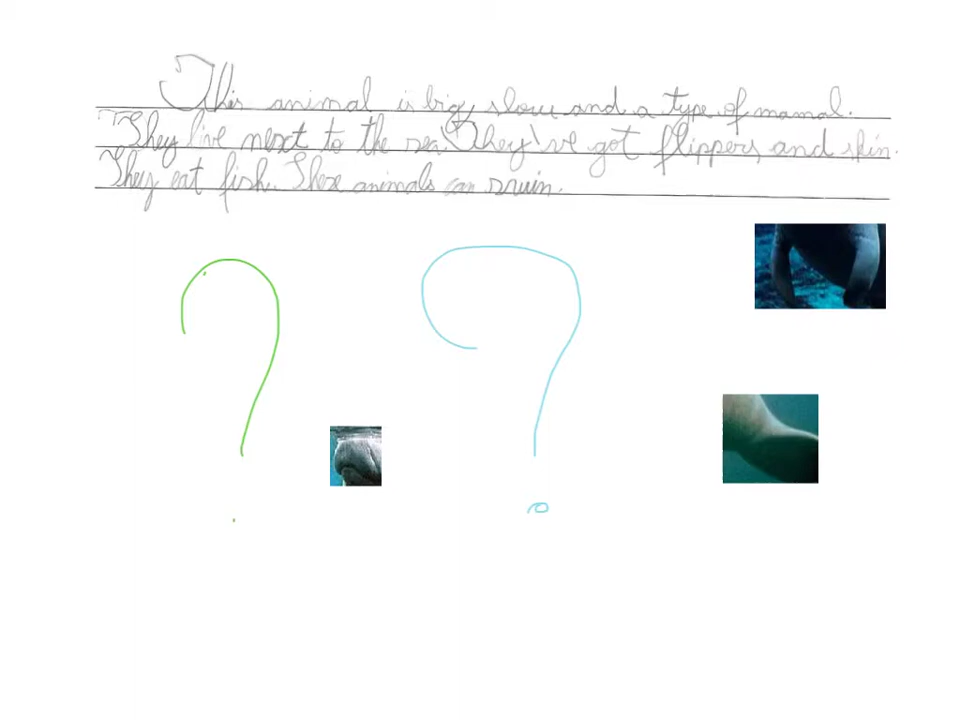 This animal is big, slow and a type of mamal.
They live next to the sea. They've got flippers and skin.
They eat fish. These animals can swim.